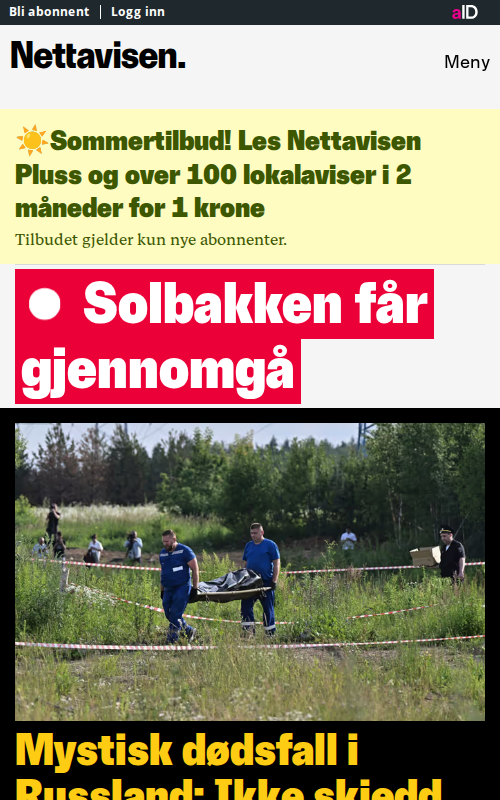 Bli abonnent
Logg inn
aID
Nettavisen.
Meny
Sommertilbud! Les Nettavisen
Pluss og over 100 lokalaviser i 2
måneder for 1 krone
Tilbudet gjelder kun nye abonnenter.
Solbakken får
gjennomgå
Mystisk dødsfall i
Russland: Ikke skjedd